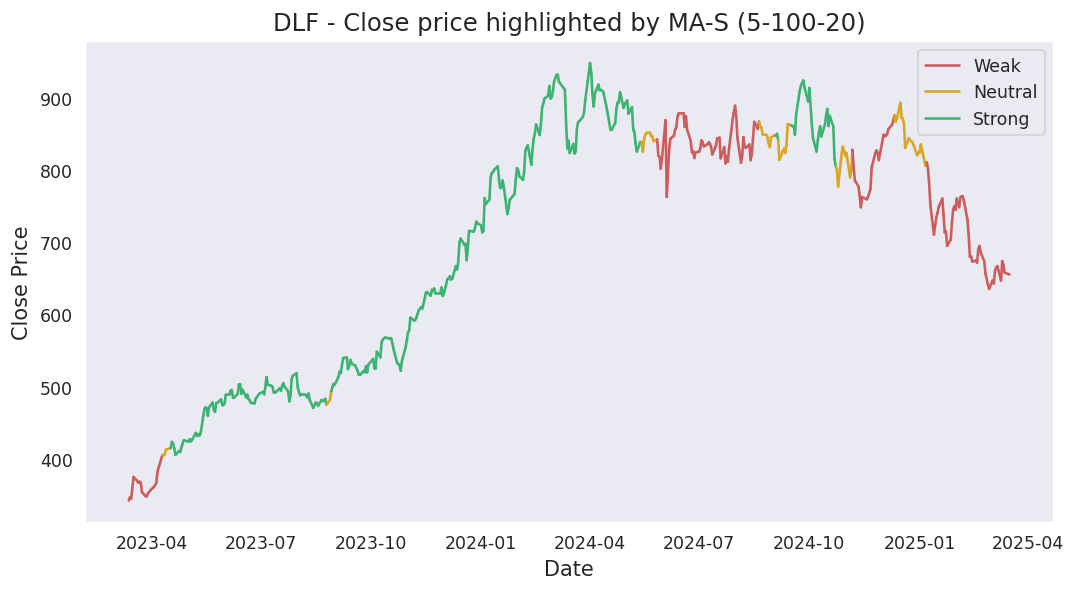 DLF - Close price highlighted by MA-S (5-100-20)
Weak
Neutral
Strong
Close Price
900
800
700
600
500
400
2023-04
2023-07
2023-10
2024-01
2024-04
2024-07
2024-10
2025-01
2025-04
Date